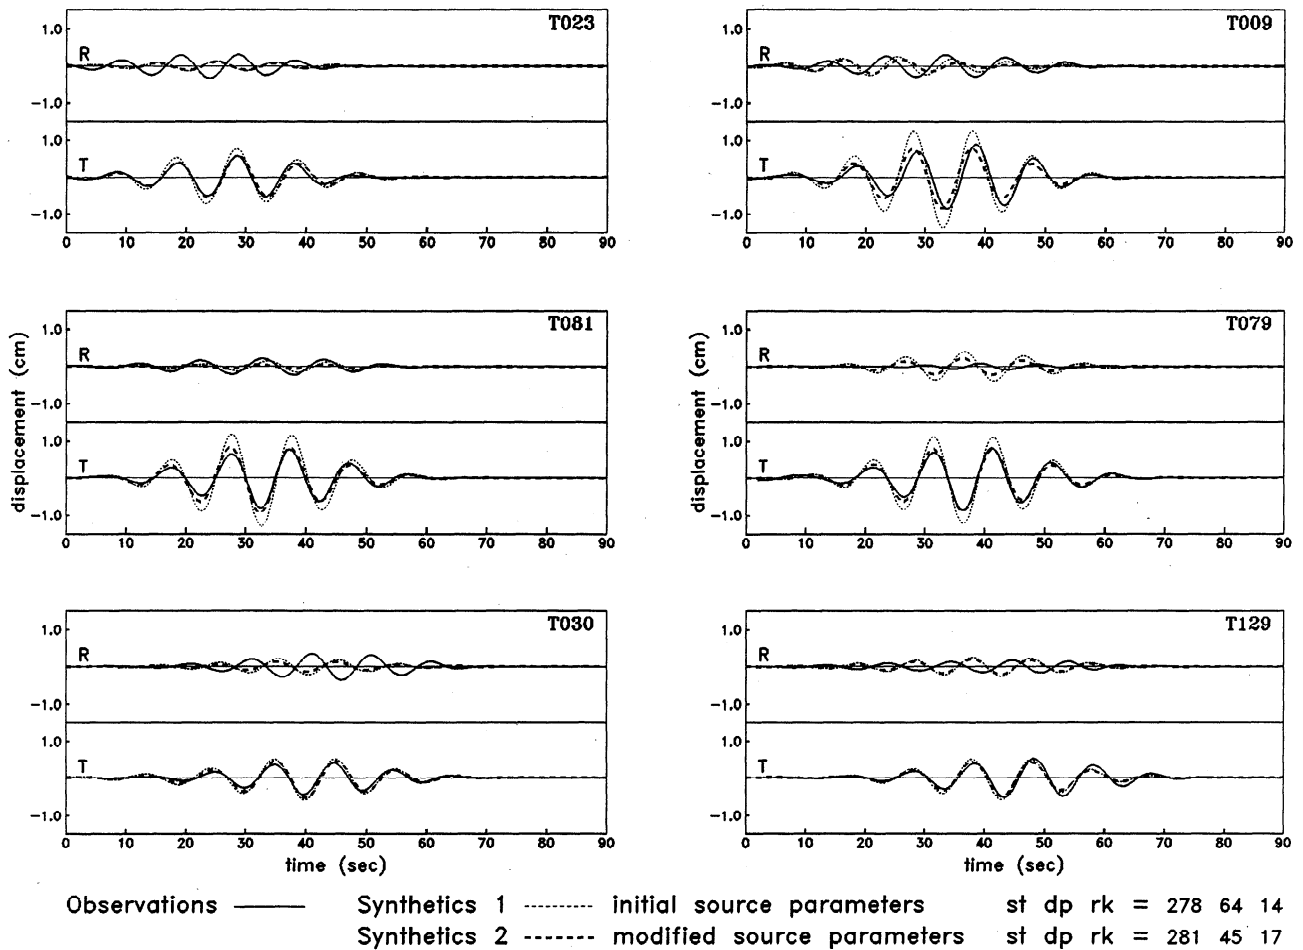 T023
1.0
R
-1.0
1.0
T
-1.0
0 10 20 30 40 50 60 70 80 90
T009
1.0
R
-1.0
1.0
T
-1.0
0 10 20 30 40 50 60 70 80 90
T081
1.0
R
-1.0
1.0
T
-1.0
0 10 20 30 40 50 60 70 80 90
displacement (cm)
T079
1.0
R
-1.0
1.0
T
-1.0
0 10 20 30 40 50 60 70 80 90
displacement (cm)
T030
1.0
R
-1.0
1.0
T
-1.0
0 10 20 30 40 50 60 70 80 90
time (sec)
T129
1.0
R
-1.0
1.0
T
-1.0
0 10 20 30 40 50 60 70 80 90
time (sec)
Observations Synthetics 1 initial source parameters st dp rk = 278 64 14
Synthetics 2 modified source parameters st dp rk = 281 45 17